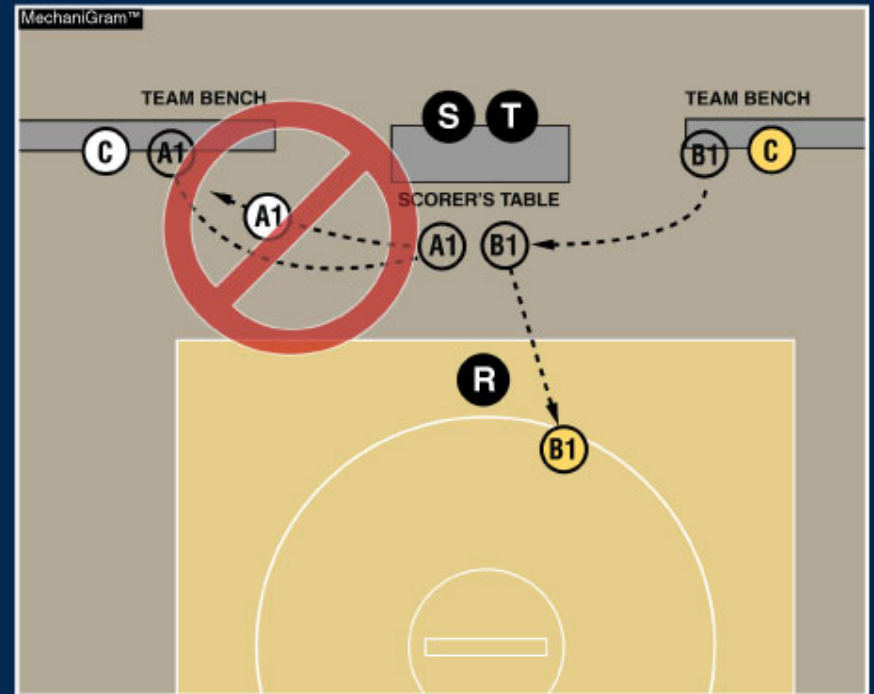 MechaniGram™
TEAM BENCH
TEAM BENCH
S T
C A1
B1 C
SCORER'S TABLE
A1
A1 B1
R
B1